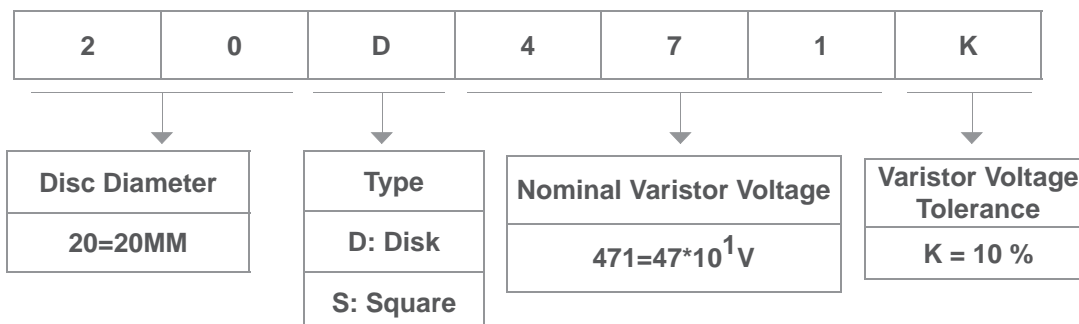 2 0 D 4 7 1 K
Disc Diameter
20=20MM
Type
D: Disk
S: Square
Nominal Varistor Voltage
471=47*10¹V
Varistor Voltage
Tolerance
K = 10 %